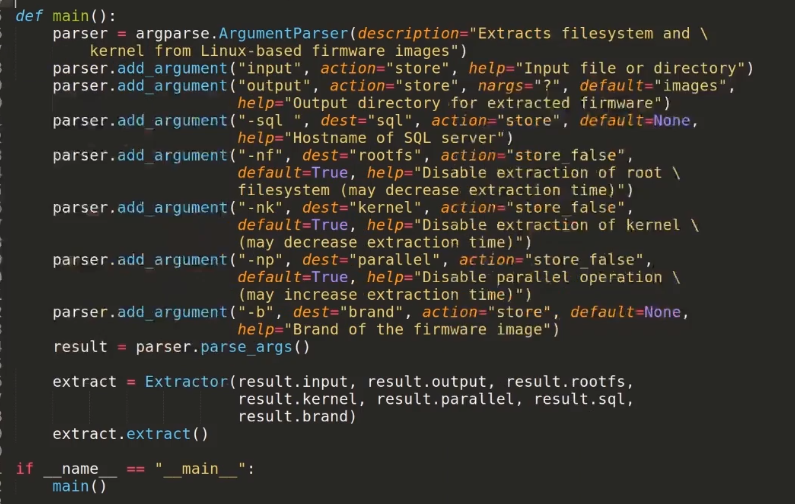 def main():
    parser = argparse.ArgumentParser(description="Extracts filesystem and \
        kernel from Linux-based firmware images")
    parser.add_argument("input", action="store", help="Input file or directory")
    parser.add_argument("output", action="store", nargs="?", default="images",
                        help="Output directory for extracted firmware")
    parser.add_argument("-sql ", dest="sql", action="store", default=None,
                        help="Hostname of SQL server")
    parser.add_argument("-nf", dest="rootfs", action="store_false",
                        default=True, help="Disable extraction of root \
                        filesystem (may decrease extraction time)")
    parser.add_argument("-nk", dest="kernel", action="store_false",
                        default=True, help="Disable extraction of kernel \
                        (may decrease extraction time)")
    parser.add_argument("-np", dest="parallel", action="store_false",
                        default=True, help="Disable parallel operation \
                        (may increase extraction time)")
    parser.add_argument("-b", dest="brand", action="store", default=None,
                        help="Brand of the firmware image")
    result = parser.parse_args()

    extract = Extractor(result.input, result.output, result.rootfs,
                        result.kernel, result.parallel, result.sql,
                        result.brand)
    extract.extract()

if __name__ == "__main__":
    main()